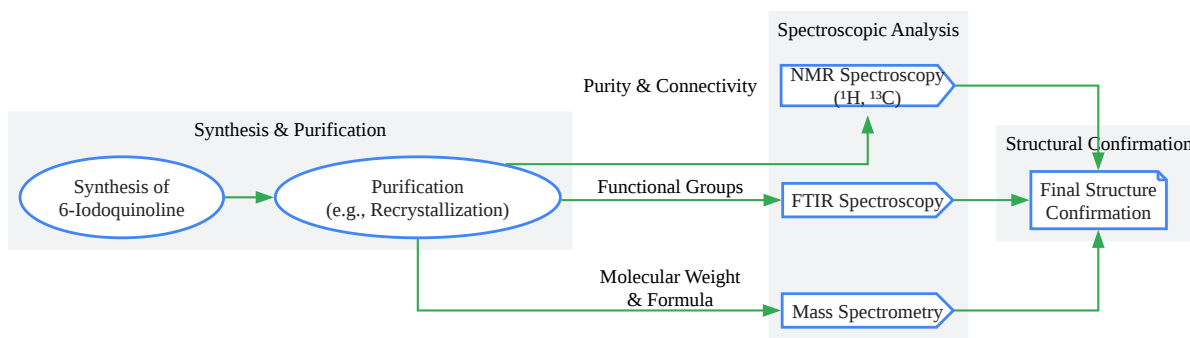 Synthesis & Purification
Synthesis of
6-Iodoquinoline
Purification
(e.g., Recrystallization)
Purity & Connectivity
Functional Groups
Molecular Weight
& Formula
Spectroscopic Analysis
NMR Spectroscopy
(¹H, ¹³C)
FTIR Spectroscopy
Mass Spectrometry
Structural Confirmation
Final Structure
Confirmation